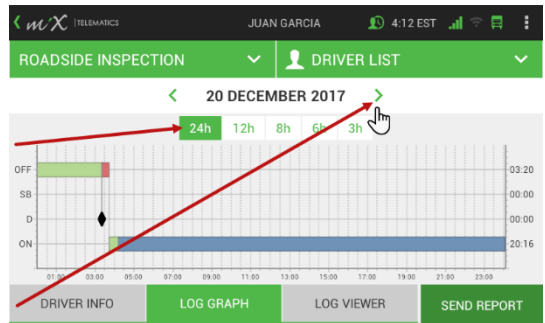 mix | TELEMATICS JUAN GARCIA 4:12 EST
ROADSIDE INSPECTION DRIVER LIST
20 DECEMBER 2017
24h 12h 8h 6h 3h
OFF 03:20
SB 00:00
D 00:00
ON 20:16
01:00 03:00 05:00 07:00 09:00 11:00 13:00 15:00 17:00 19:00 21:00 23:00
DRIVER INFO LOG GRAPH LOG VIEWER SEND REPORT